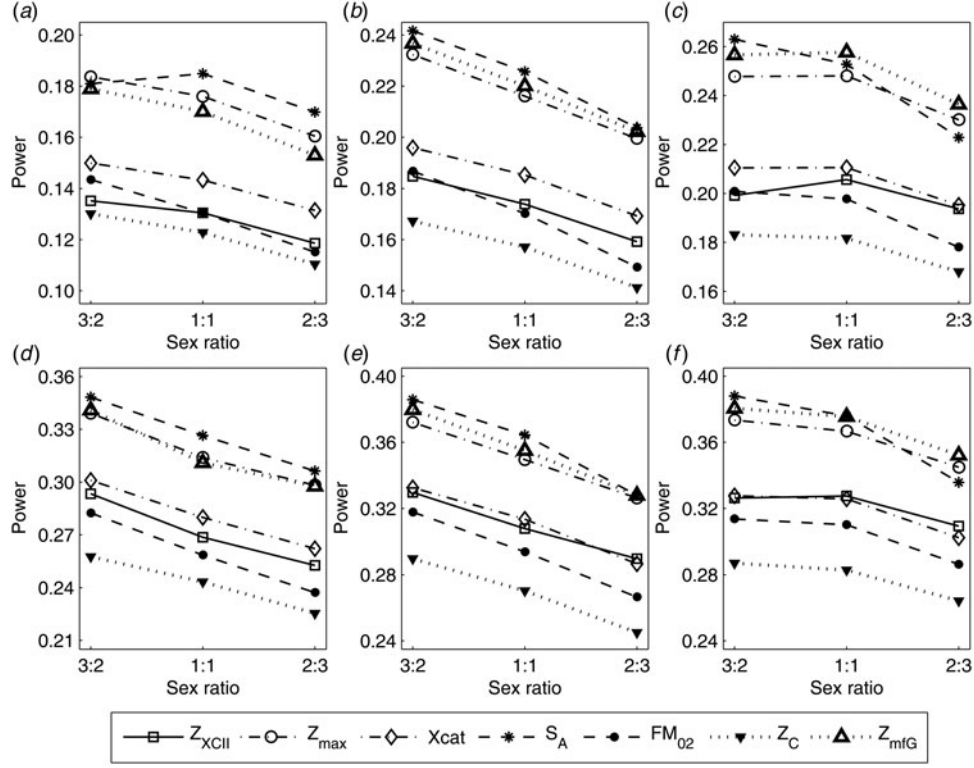 (a) (b) (c)
0.20 0.24 0.26
0.18 0.22 0.24
0.16 0.20 0.22
0.14 0.18 0.20
0.12 0.16 0.18
0.10 0.14 0.16
Power Power Power
3:2 1:1 2:3 3:2 1:1 2:3 3:2 1:1 2:3
Sex ratio Sex ratio Sex ratio
(d) (e) (f)
0.36 0.40 0.40
0.33 0.36 0.36
0.30 0.32 0.32
0.27 0.28 0.28
0.24 0.24 0.24
0.21
Power Power Power
3:2 1:1 2:3 3:2 1:1 2:3 3:2 1:1 2:3
Sex ratio Sex ratio Sex ratio
Z_XCII Z_max Xcat S_A FM_02 Z_C Z_mfG